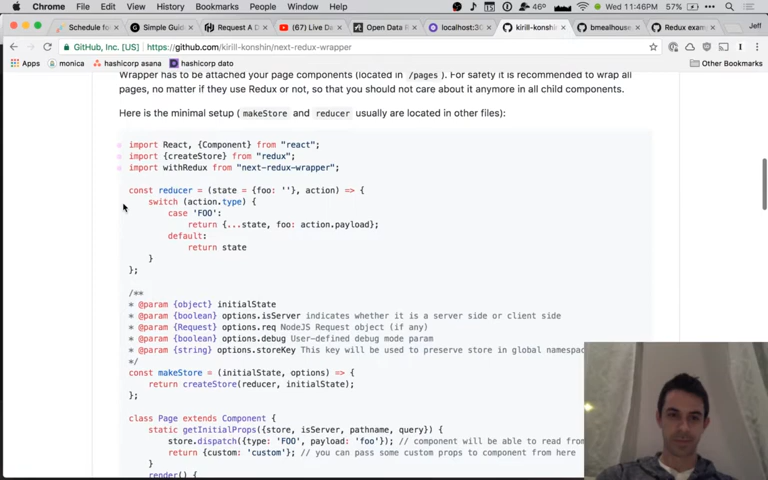 Chrome File Edit View History Bookmarks People Window Help
46° 57% Wed 11:46PM Jeff
Schedule fo
Simple Guid
Request A D
(67) Live Da
Open Data I
localhost:30
kirill-konshin
bmealhouse
Redux exam
GitHub, Inc. [US] https://github.com/kirill-konshin/next-redux-wrapper
Apps monica hashicorp asana hashicorp dato Other Bookmarks
Wrapper has to be attached your page components (located in /pages). For safety it is recommended to wrap all
pages, no matter if they use Redux or not, so that you should not care about it anymore in all child components.
Here is the minimal setup ( makeStore and reducer usually are located in other files):
import React, {Component} from "react";
import {createStore} from "redux";
import withRedux from "next-redux-wrapper";
const reducer = (state = {foo: ''}, action) => {
switch (action.type) {
case 'FOO':
return {...state, foo: action.payload};
default:
return state
}
};
/**
* @param {object} initialState
* @param {boolean} options.isServer indicates whether it is a server side or client side
* @param {Request} options.req NodeJS Request object (if any)
* @param {boolean} options.debug User-defined debug mode param
* @param {string} options.storeKey This key will be used to preserve store in global namespac
*/
const makeStore = (initialState, options) => {
return createStore(reducer, initialState);
};
class Page extends Component {
static getInitialProps({store, isServer, pathname, query}) {
store.dispatch({type: 'FOO', payload: 'foo'}); // component will be able to read from
return {custom: 'custom'}; // you can pass some custom props to component from here
}
render() {